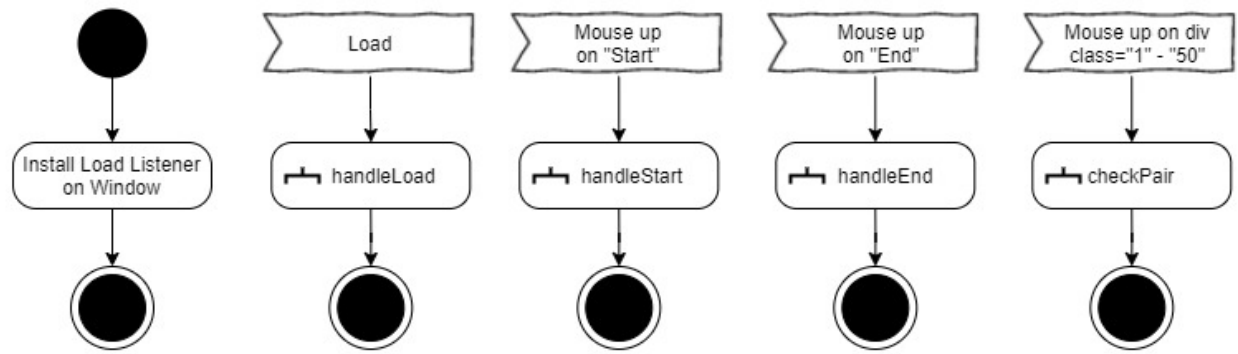 Load
Mouse up
on "Start"
Mouse up
on "End"
Mouse up on div
class="1" - "50"
Install Load Listener
on Window
handleLoad
handleStart
handleEnd
checkPair